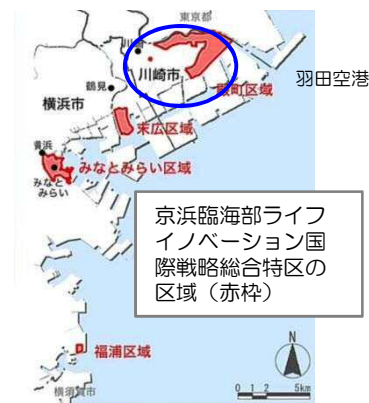 東京都
川崎
川崎市
羽田空港
殿町区域
鶴見
横浜市
末広区域
横浜
みなとみらい区域
みなと
みらい
京浜臨海部ライフ
イノベーション国
際戦略総合特区の
区域（赤枠）
福浦区域
N
横須賀市
0 1 2 5km